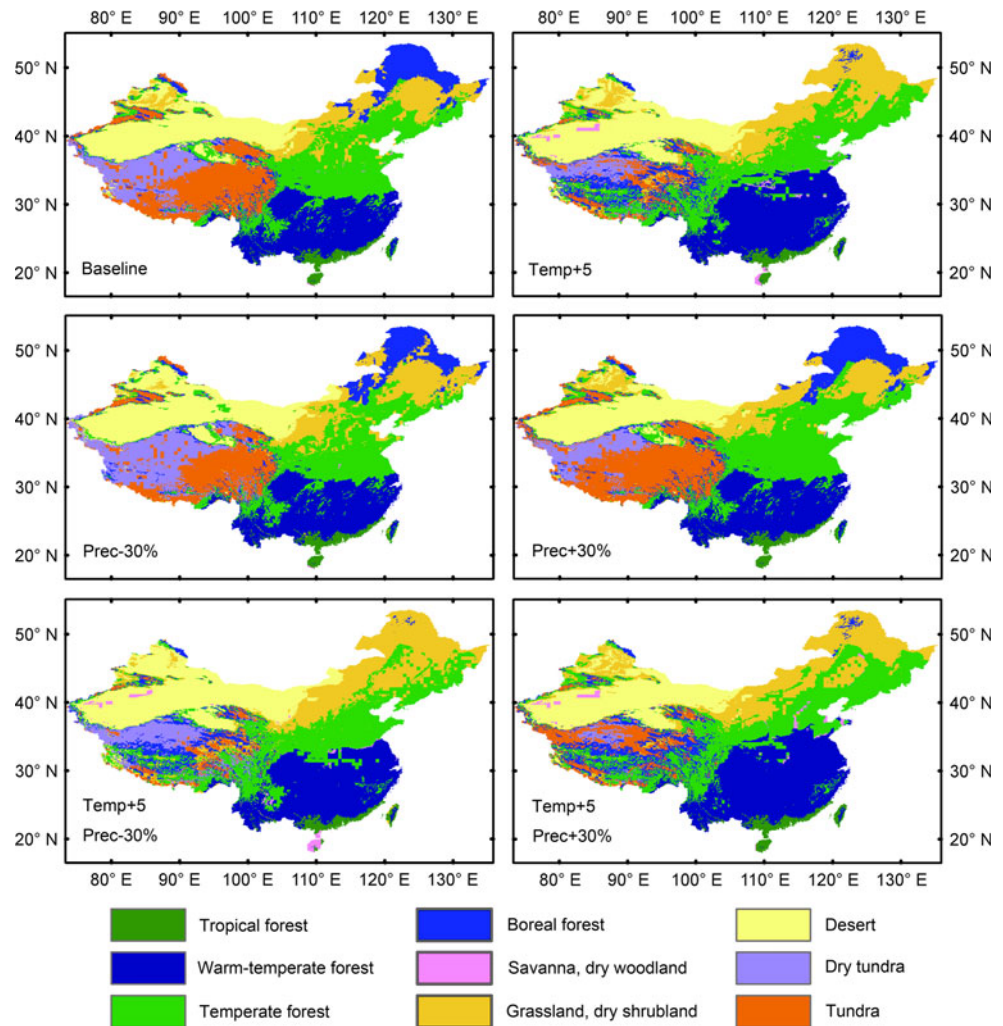 80° E 90° E 100° E 110° E 120° E 130° E 80° E 90° E 100° E 110° E 120° E 130° E
50° N 50° N
40° N 40° N
30° N 30° N
20° N 20° N
Baseline Temp+5
50° N 50° N
40° N 40° N
30° N 30° N
20° N 20° N
Prec-30% Prec+30%
50° N 50° N
40° N 40° N
30° N 30° N
20° N 20° N
Temp+5 Temp+5
Prec-30% Prec+30%
80° E 90° E 100° E 110° E 120° E 130° E 80° E 90° E 100° E 110° E 120° E 130° E
Tropical forest Boreal forest Desert
Warm-temperate forest Savanna, dry woodland Dry tundra
Temperate forest Grassland, dry shrubland Tundra